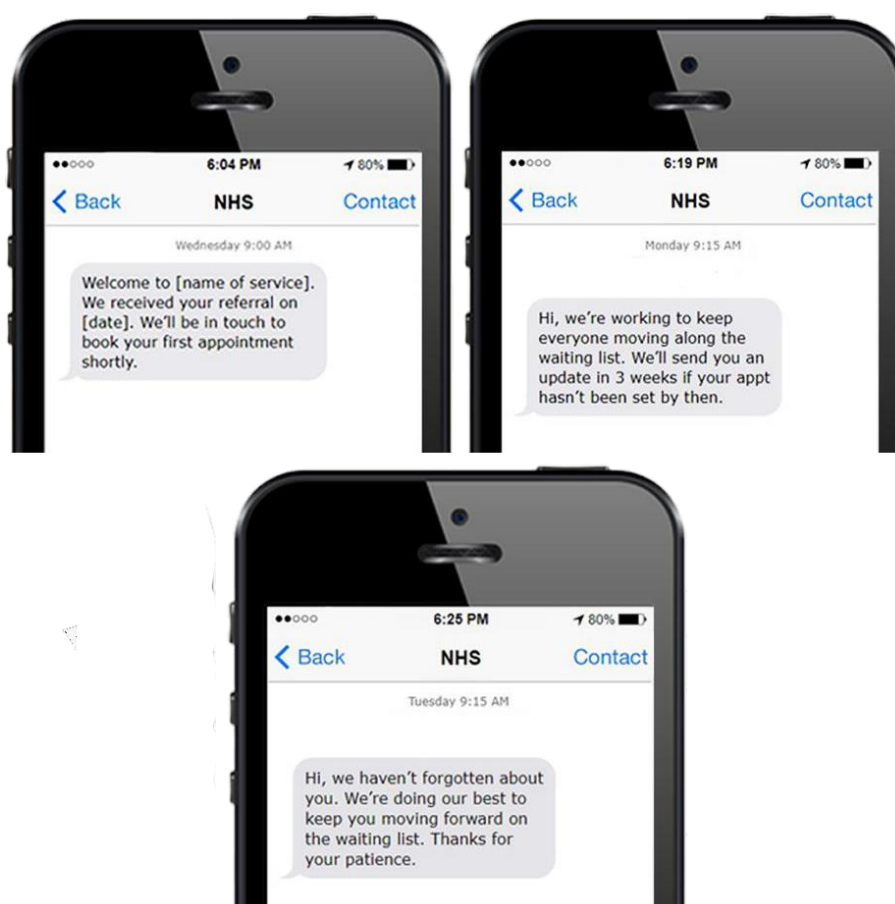 6:04 PM
80%
Back
NHS
Contact
Wednesday 9:00 AM
Welcome to [name of service].
We received your referral on
[date]. We’ll be in touch to
book your first appointment
shortly.
6:19 PM
80%
Back
NHS
Contact
Monday 9:15 AM
Hi, we’re working to keep
everyone moving along the
waiting list. We’ll send you an
update in 3 weeks if your appt
hasn’t been set by then.
6:25 PM
80%
Back
NHS
Contact
Tuesday 9:15 AM
Hi, we haven’t forgotten about
you. We’re doing our best to
keep you moving forward on
the waiting list. Thanks for
your patience.